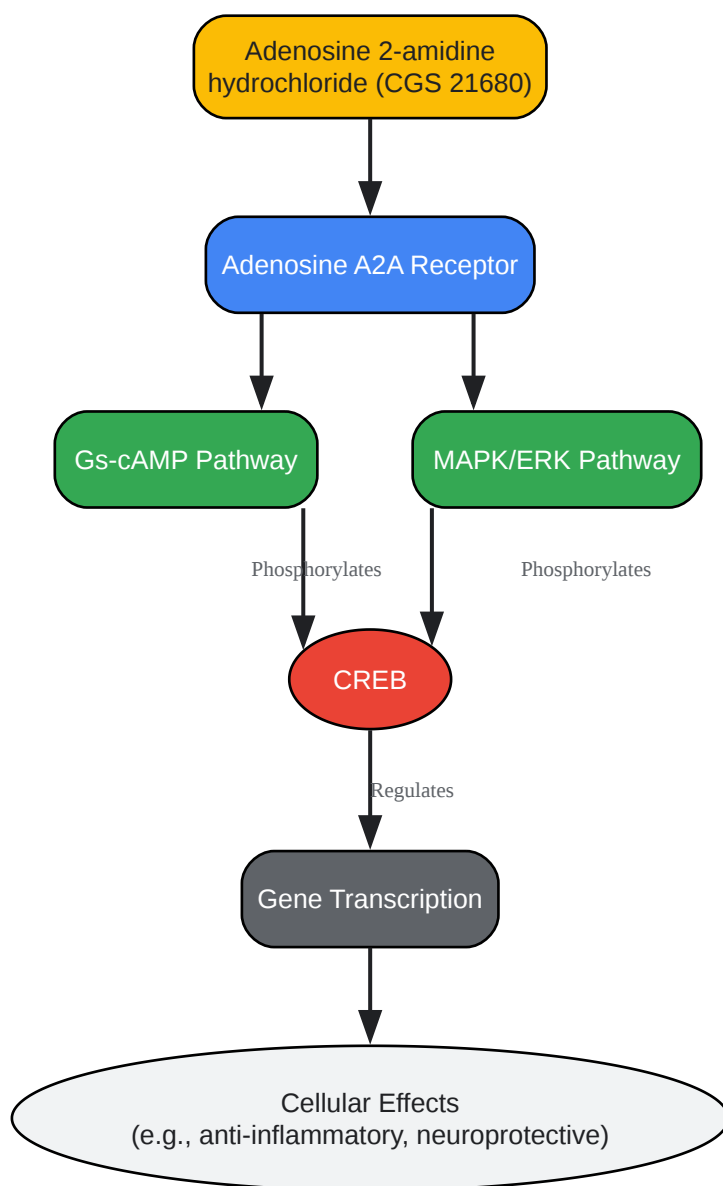 Adenosine 2-amidine
hydrochloride (CGS 21680)
Adenosine A2A Receptor
Gs-cAMP Pathway
MAPK/ERK Pathway
Phosphorylates
Phosphorylates
CREB
Regulates
Gene Transcription
Cellular Effects
(e.g., anti-inflammatory, neuroprotective)